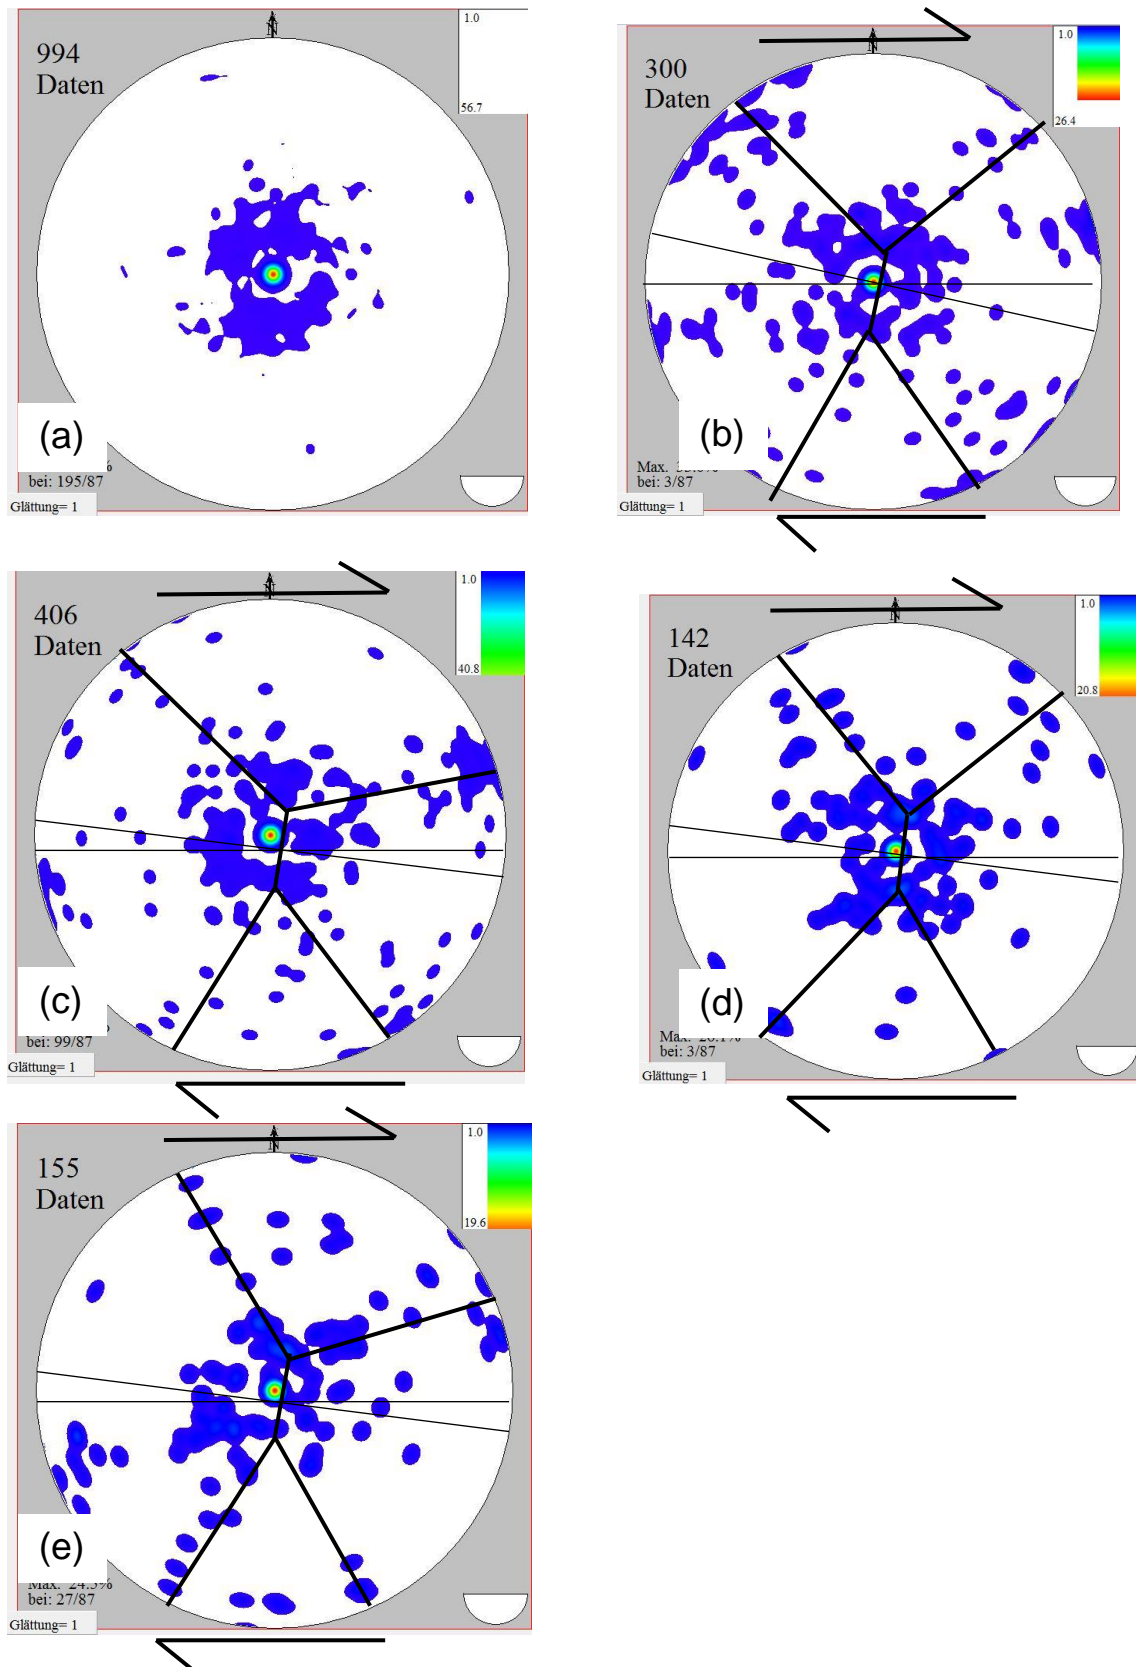 N
1.0
994
Daten
56.7
(a)
bei: 195/87
Glättung= 1
N
1.0
300
Daten
26.4
(b)
Max.
bei: 3/87
Glättung= 1
N
1.0
406
Daten
40.8
(c)
bei: 99/87
Glättung= 1
N
1.0
142
Daten
20.8
(d)
bei: 3/87
Glättung= 1
N
1.0
155
Daten
19.6
(e)
bei: 27/87
Glättung= 1